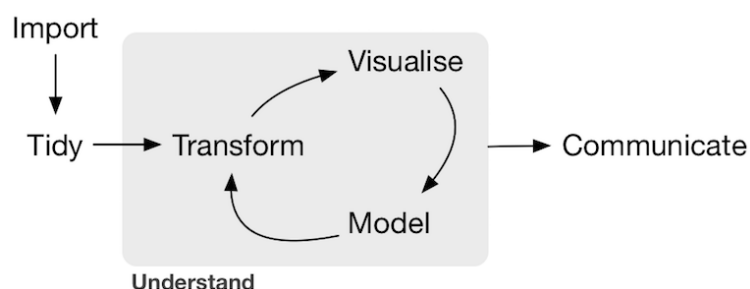 Import
Visualise
Tidy
Transform
Communicate
Model
Understand